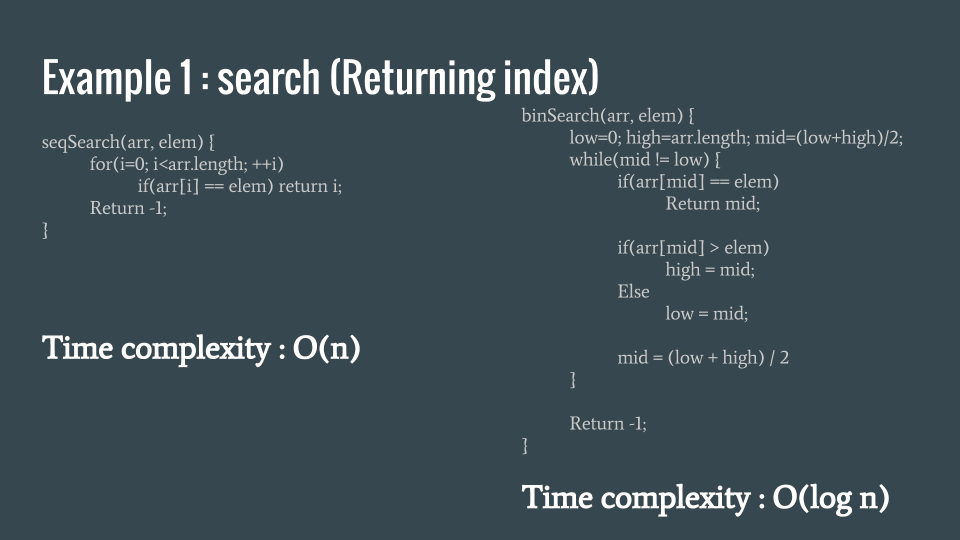 Example 1 : search (Returning index)
seqSearch(arr, elem) {
for(i=0; i<arr.length; ++i)
if(arr[i] == elem) return i;
Return -1;
}
Time complexity : O(n)
binSearch(arr, elem) {
low=0; high=arr.length; mid=(low+high)/2;
while(mid != low) {
if(arr[mid] == elem)
Return mid;
if(arr[mid] > elem)
high = mid;
Else
low = mid;
mid = (low + high) / 2
}
Return -1;
}
Time complexity : O(log n)